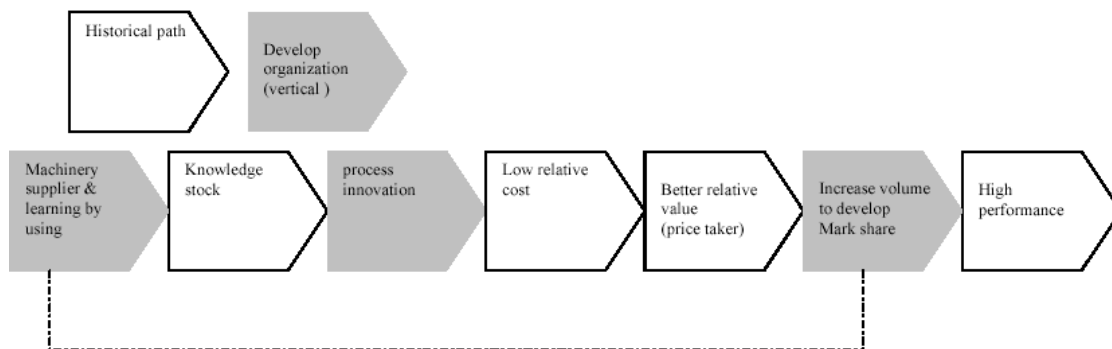 Historical path
Develop
organization
(vertical )
Machinery
supplier &
learning by
using
Knowledge
stock
process
innovation
Low relative
cost
Better relative
value
(price taker)
Increase volume
to develop
Mark share
High
performance